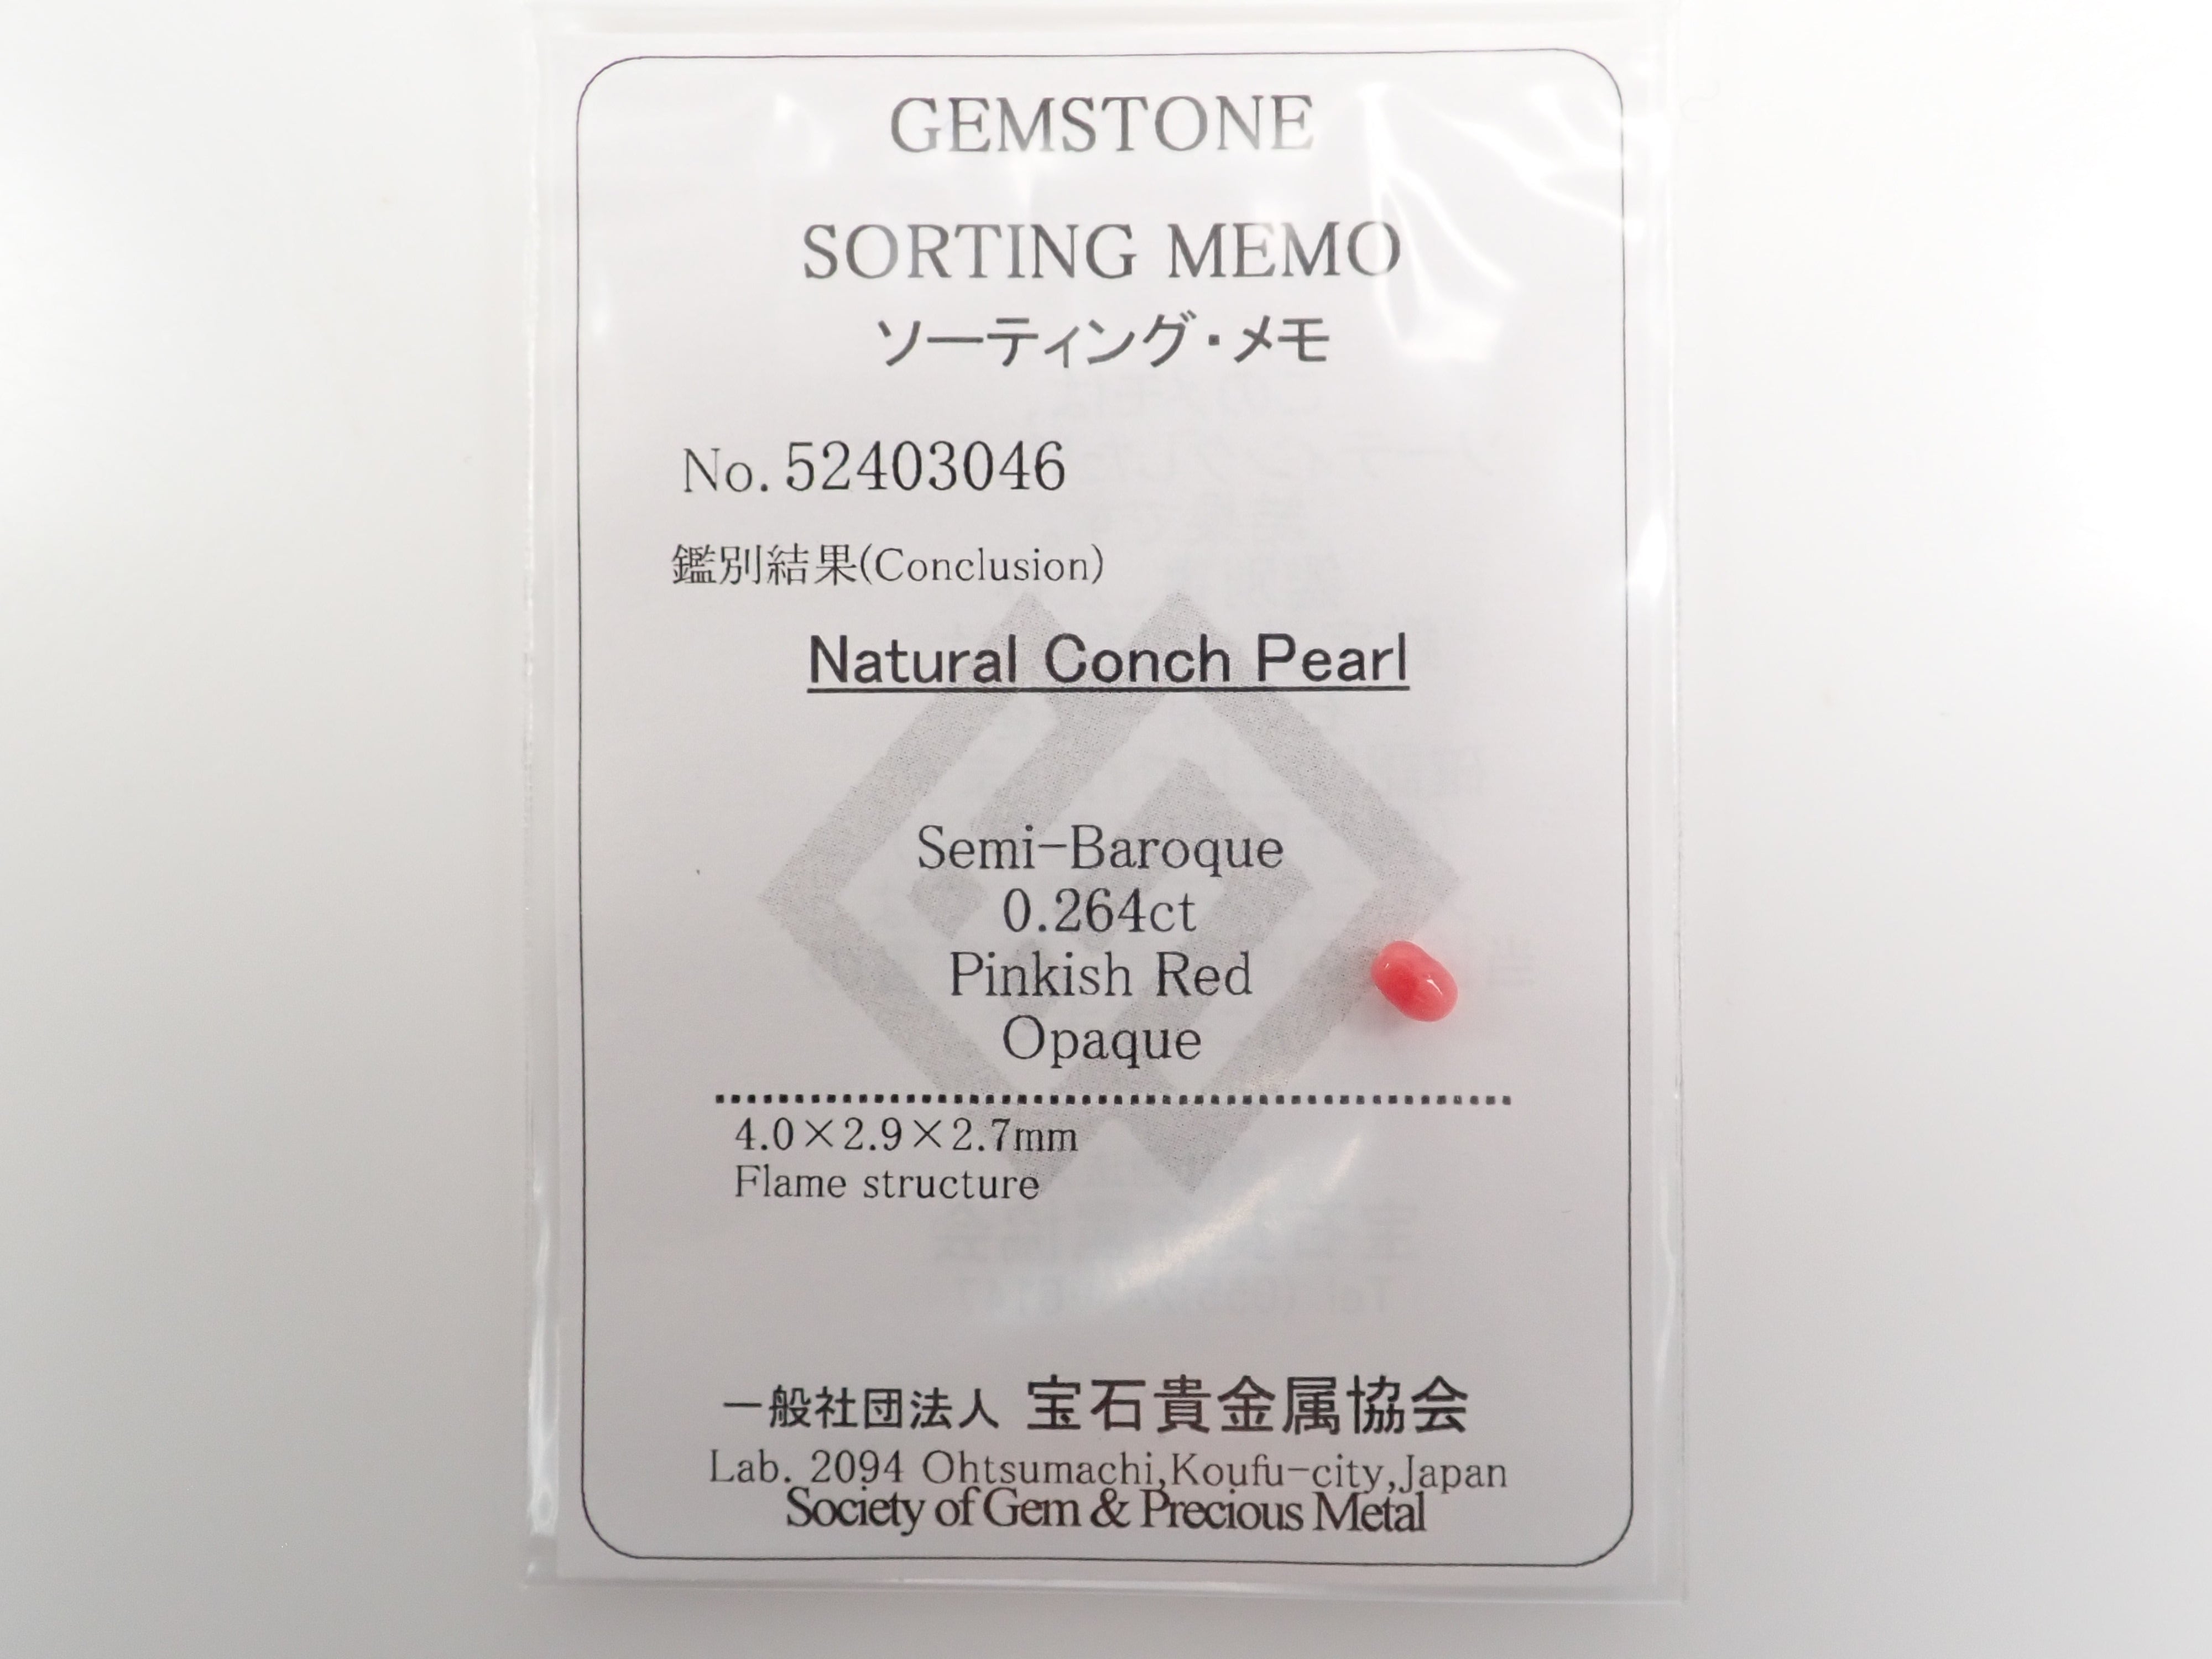 GEMSTONE
SORTING MEMO
ソーティング・メモ
No. 52403046
鑑別結果(Conclusion)
Natural Conch Pearl
Semi-Baroque
0.264ct
Pinkish Red
Opaque
4.0×2.9×2.7mm
Flame structure
一般社団法人 宝石貴金属協会
Lab. 2094 Ohtsumachi,Koufu-city,Japan
Society of Gem & Precious Metal